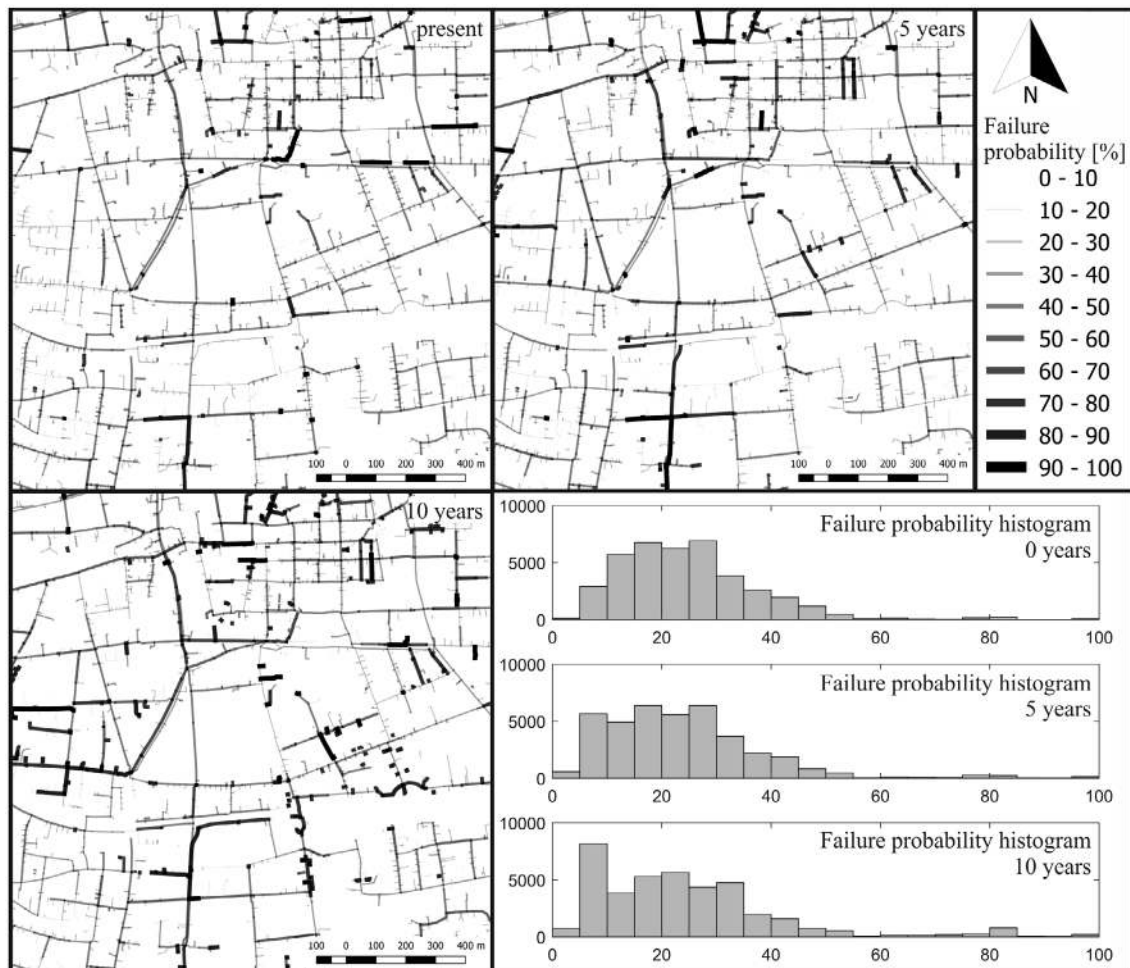 present
5 years
N
Failure
probability [%]
0 - 10
10 - 20
20 - 30
30 - 40
40 - 50
50 - 60
60 - 70
70 - 80
80 - 90
90 - 100
100 0 100 200 300 400 m
100 0 100 200 300 400 m
10 years
100 0 100 200 300 400 m
Failure probability histogram
0 years
10000
5000
0
0 20 40 60 80 100
Failure probability histogram
5 years
10000
5000
0
0 20 40 60 80 100
Failure probability histogram
10 years
10000
5000
0
0 20 40 60 80 100